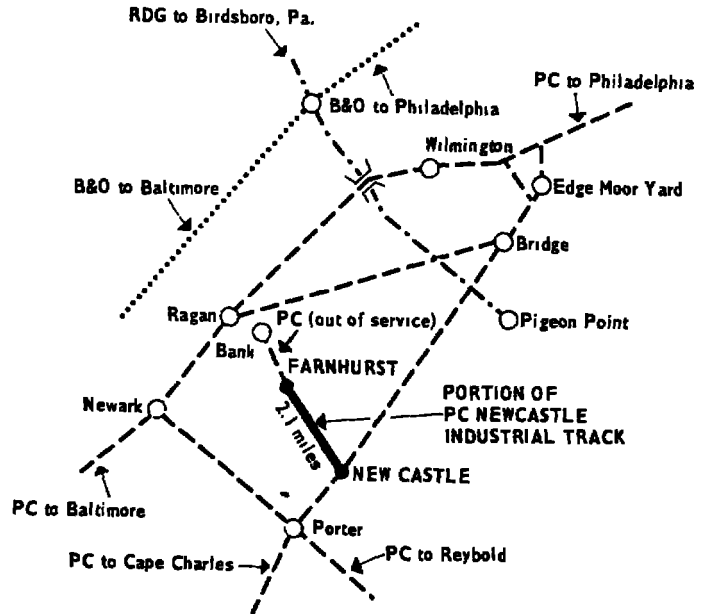 RDG to Birdsboro, Pa.
B&O to Philadelphia
PC to Philadelphia
Wilmington
B&O to Baltimore
Edge Moor Yard
Bridge
Ragan
PC (out of service)
Bank
Pigeon Point
FARNHURST
PORTION OF
PC NEWCASTLE
INDUSTRIAL TRACK
Newark
2.1 miles
NEW CASTLE
PC to Baltimore
Porter
PC to Cape Charles
PC to Reybold